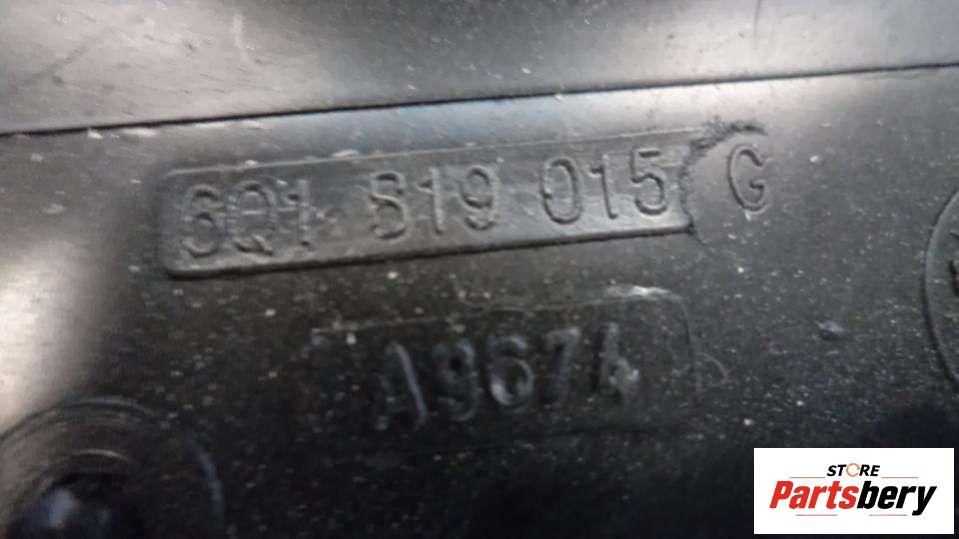 6Q1 819 015 G
A9674
STORE
Partsbery